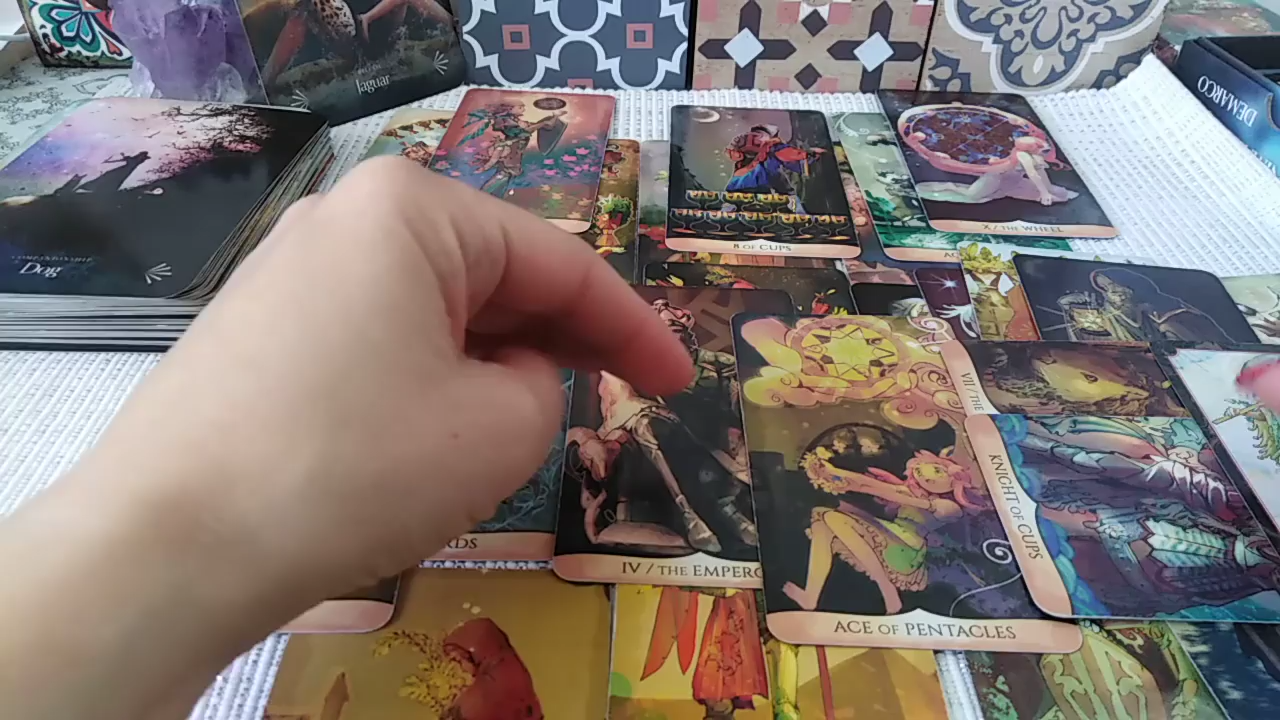 Jaguar
DEMARCO
COMPANIONSHIP
Dog
8 OF CUPS
X / THE WHEEL
VII / THE
KNIGHT OF CUPS
RDS
IV / THE EMPERO
ACE OF PENTACLES